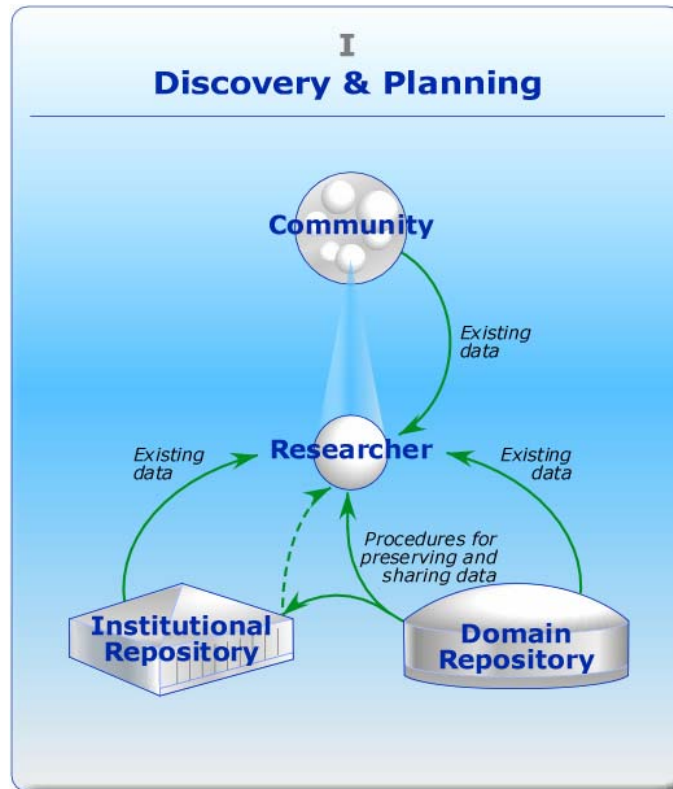 I
Discovery & Planning
Community
Existing
data
Researcher
Existing
data
Existing
data
Procedures for
preserving and
sharing data
Institutional
Repository
Domain
Repository